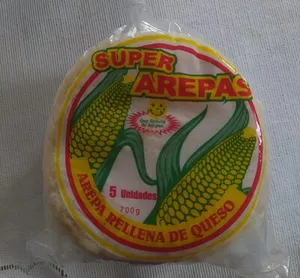 SUPER
AREPAS
5 Unidades
700g
AREPA RELLENA DE QUESO